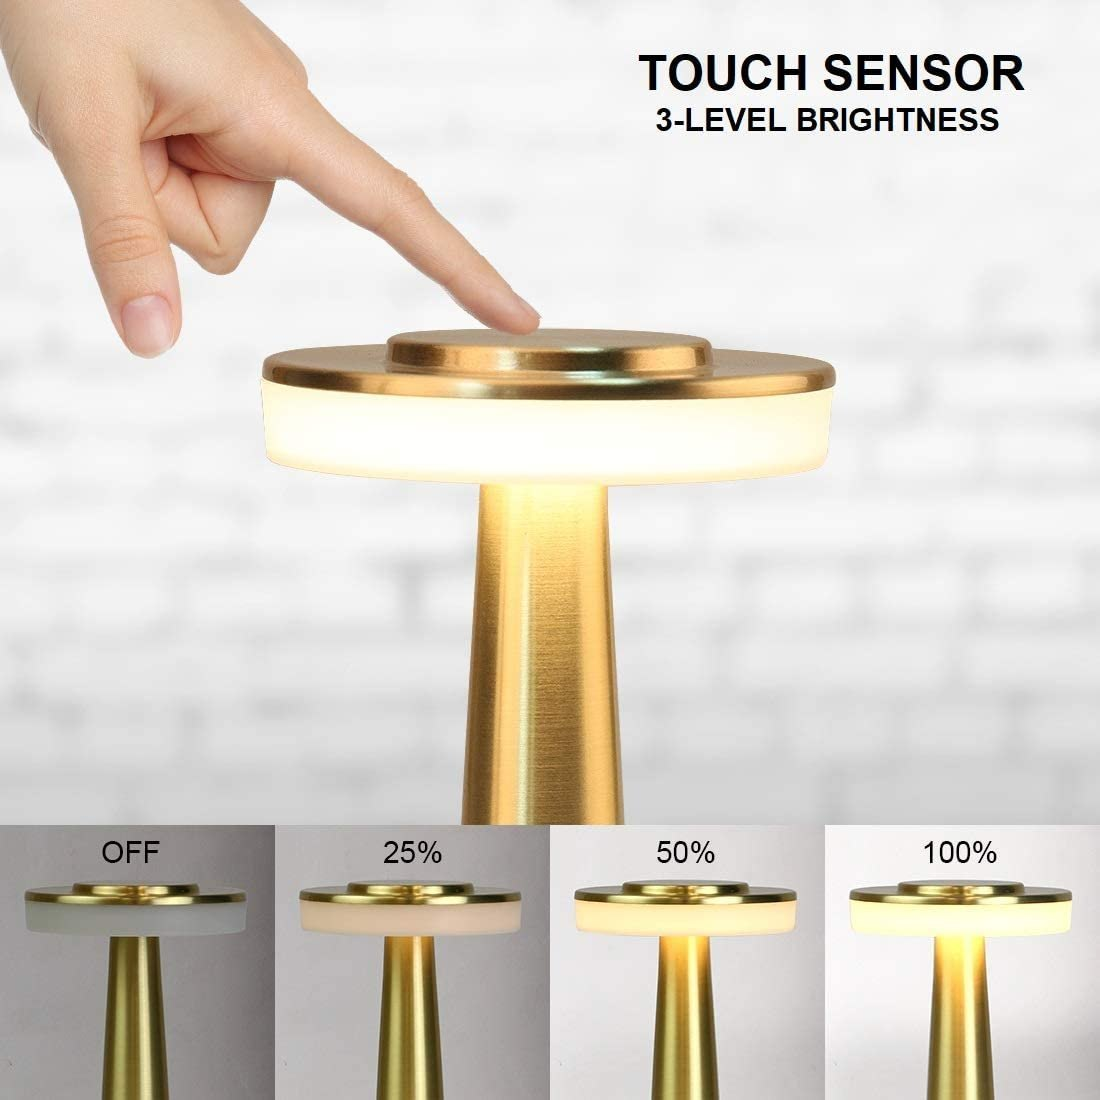 TOUCH SENSOR
3-LEVEL BRIGHTNESS
OFF
25%
50%
100%